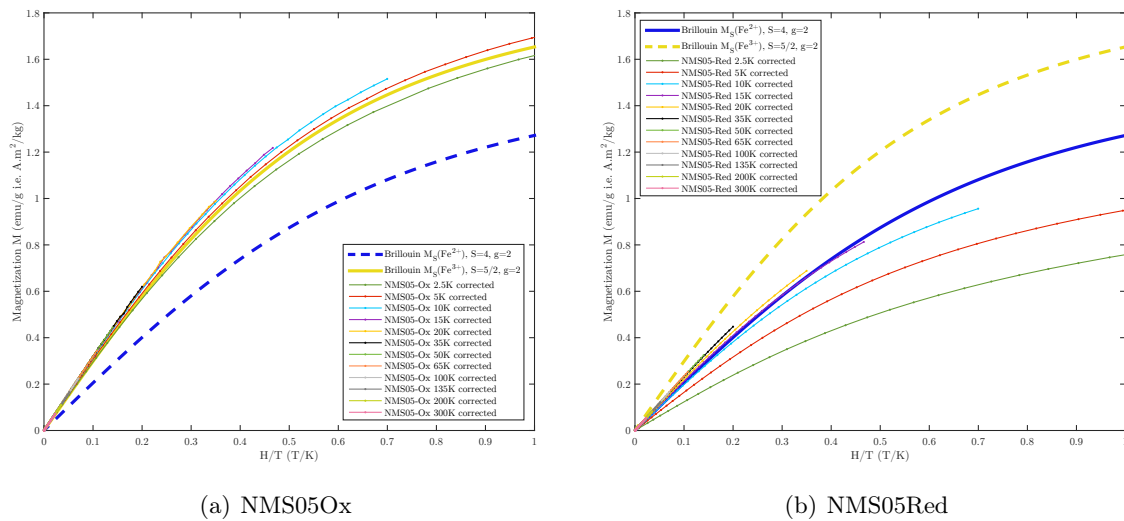 1.8
1.6
1.4
1.2
1
0.8
0.6
0.4
0.2
0
Magnetization M (emu/g i.e. A.m²/kg)
Brillouin M_S(Fe²⁺), S=4, g=2
Brillouin M_S(Fe³⁺), S=5/2, g=2
NMS05-Ox 2.5K corrected
NMS05-Ox 5K corrected
NMS05-Ox 10K corrected
NMS05-Ox 15K corrected
NMS05-Ox 20K corrected
NMS05-Ox 35K corrected
NMS05-Ox 50K corrected
NMS05-Ox 65K corrected
NMS05-Ox 100K corrected
NMS05-Ox 135K corrected
NMS05-Ox 200K corrected
NMS05-Ox 300K corrected
0 0.1 0.2 0.3 0.4 0.5 0.6 0.7 0.8 0.9 1
H/T (T/K)
(a) NMS05Ox
1.8
1.6
1.4
1.2
1
0.8
0.6
0.4
0.2
0
Magnetization M (emu/g i.e. A.m²/kg)
Brillouin M_S(Fe²⁺), S=4, g=2
Brillouin M_S(Fe³⁺), S=5/2, g=2
NMS05-Red 2.5K corrected
NMS05-Red 5K corrected
NMS05-Red 10K corrected
NMS05-Red 15K corrected
NMS05-Red 20K corrected
NMS05-Red 35K corrected
NMS05-Red 50K corrected
NMS05-Red 65K corrected
NMS05-Red 100K corrected
NMS05-Red 135K corrected
NMS05-Red 200K corrected
NMS05-Red 300K corrected
0 0.1 0.2 0.3 0.4 0.5 0.6 0.7 0.8 0.9 1
H/T (T/K)
(b) NMS05Red